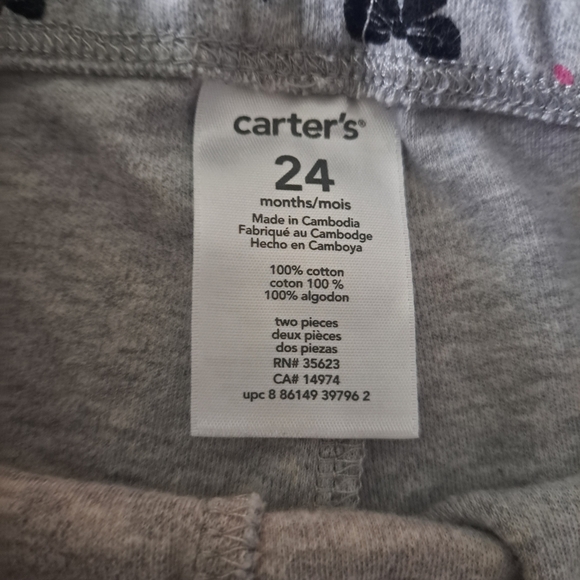 carter's®
24
months/mois
Made in Cambodia
Fabriqué au Cambodge
Hecho en Camboya
100% cotton
coton 100 %
100% algodon
two pieces
deux pièces
dos piezas
RN# 35623
CA# 14974
upc 8 86149 39796 2